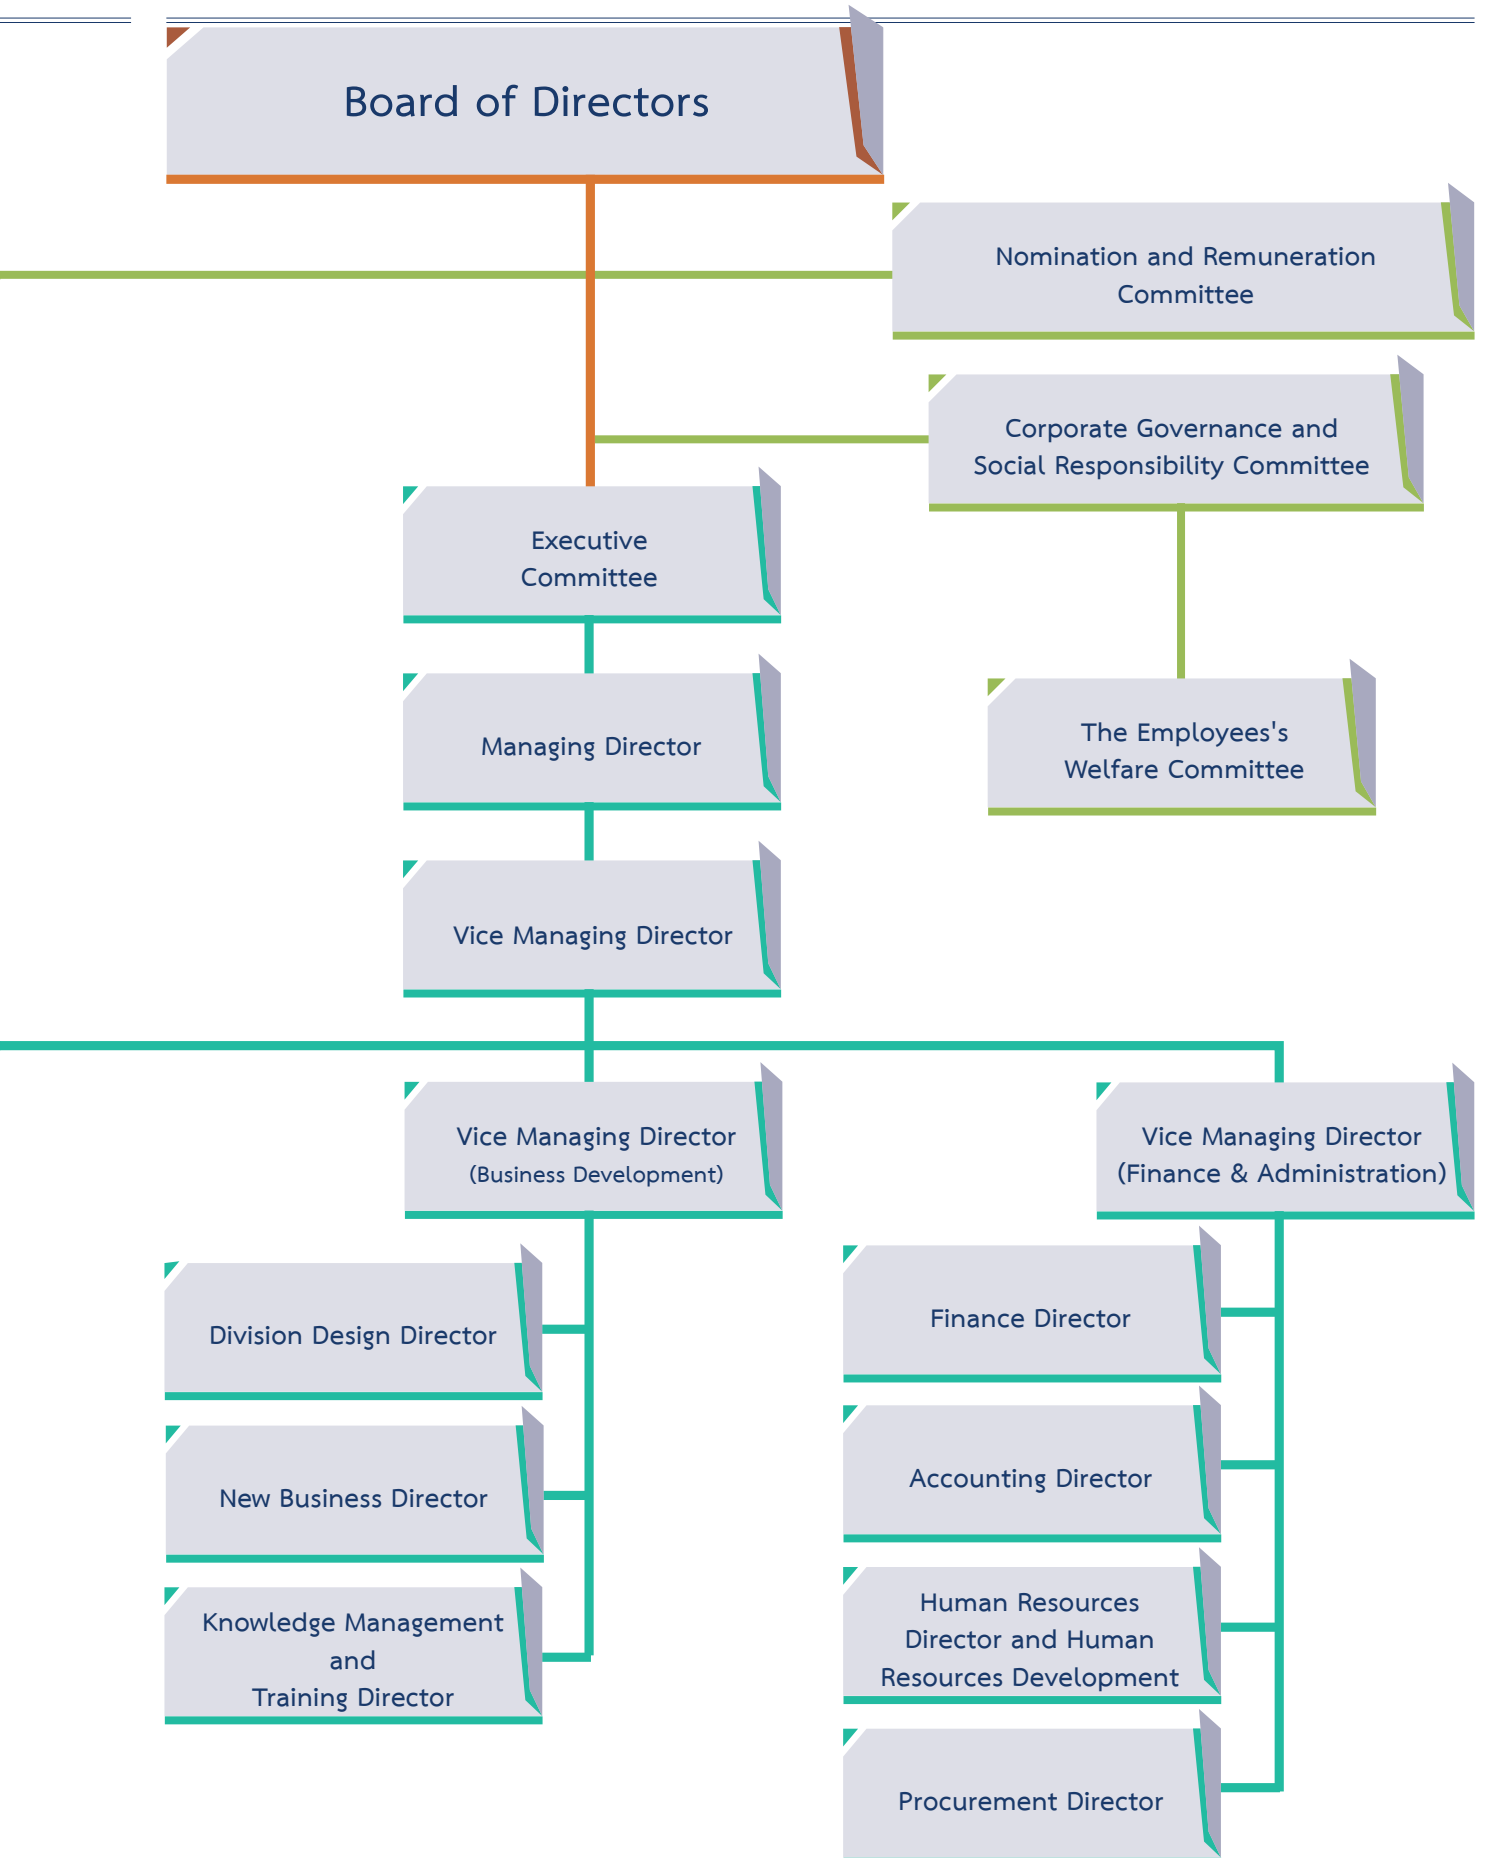 Board of Directors
Nomination and Remuneration
Committee
Corporate Governance and
Social Responsibility Committee
Executive
Committee
Managing Director
The Employees's
Welfare Committee
Vice Managing Director
Vice Managing Director
(Business Development)
Vice Managing Director
(Finance & Administration)
Division Design Director
New Business Director
Knowledge Management
and
Training Director
Finance Director
Accounting Director
Human Resources
Director and Human
Resources Development
Procurement Director